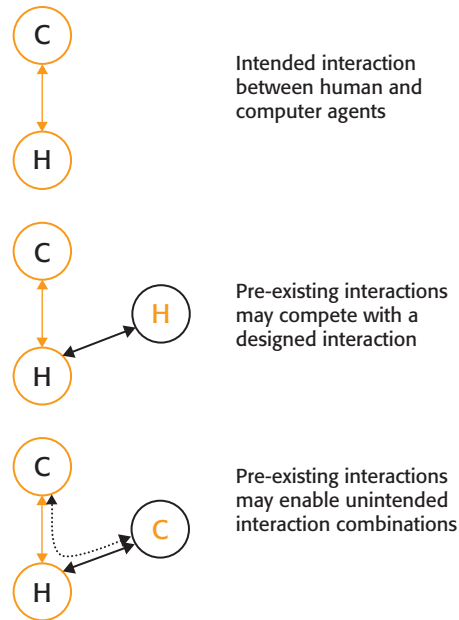 C
Intended interaction
between human and
computer agents
H
C
Pre-existing interactions
may compete with a
designed interaction
H
H
C
Pre-existing interactions
may enable unintended
interaction combinations
C
H